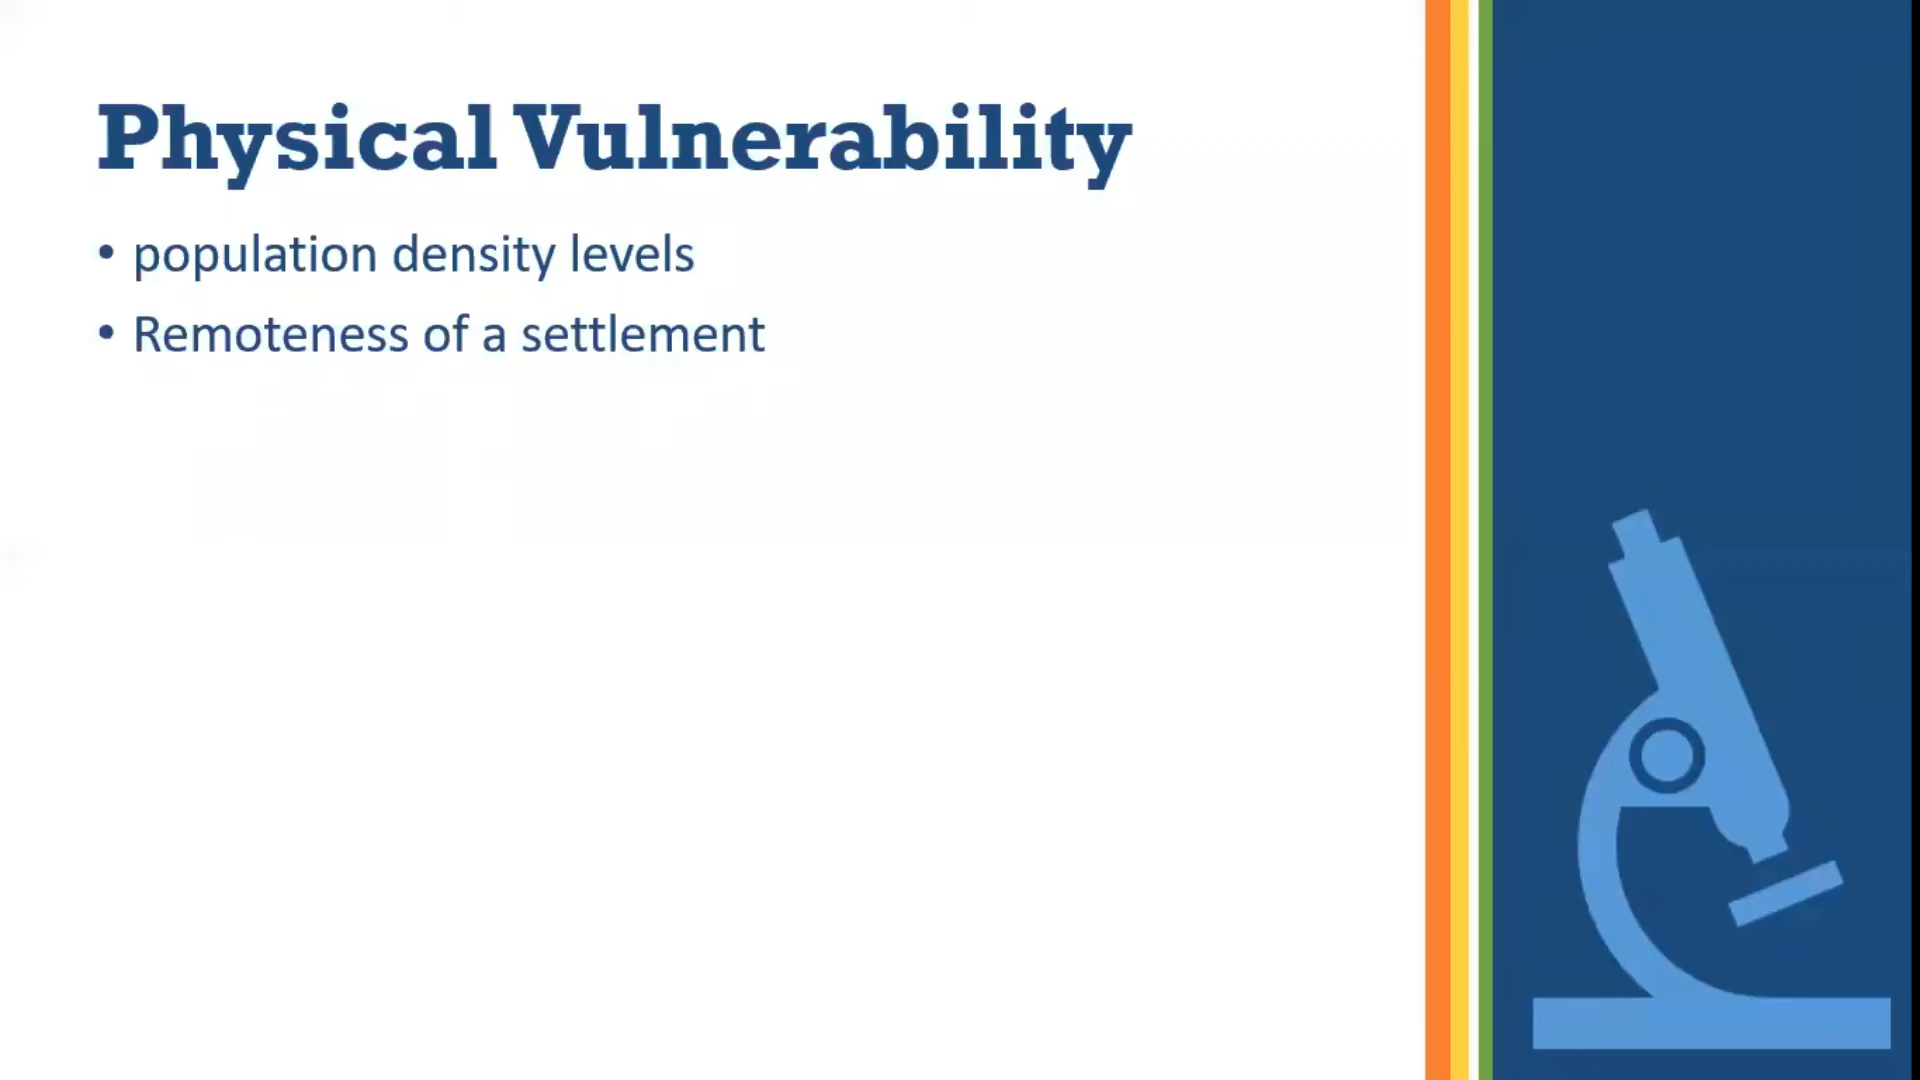 Physical Vulnerability
• population density levels
• Remoteness of a settlement